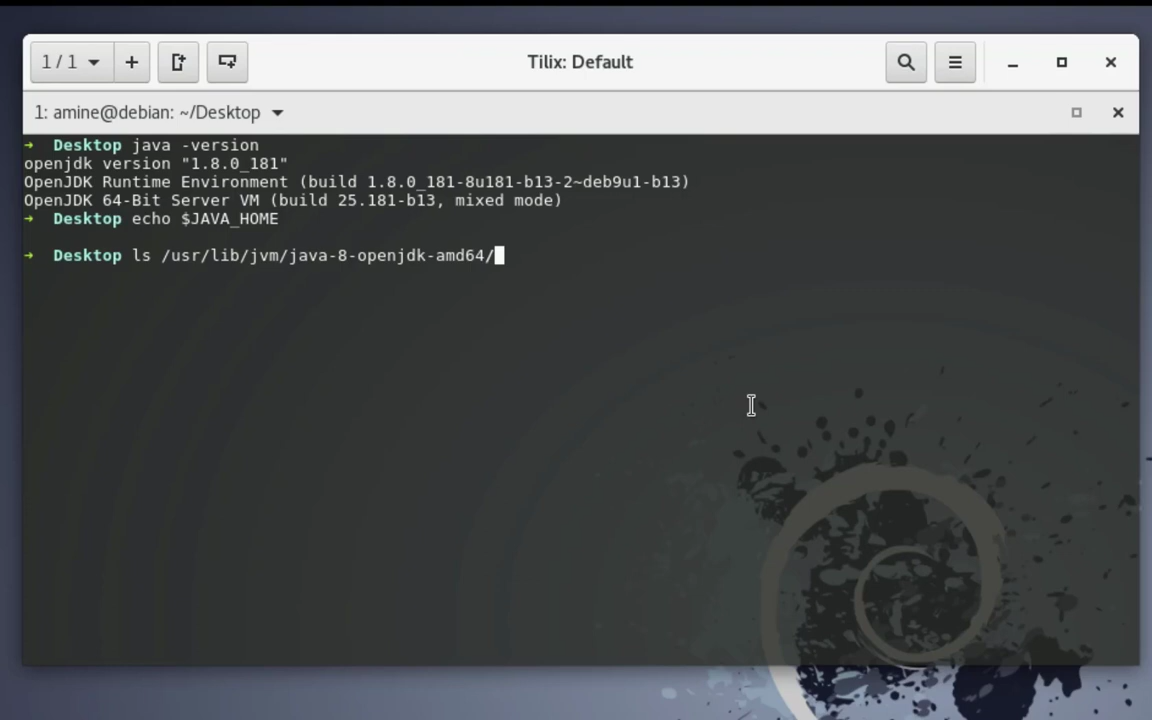 1 / 1
Tilix: Default
1: amine@debian: ~/Desktop
➜ Desktop java -version
openjdk version "1.8.0_181"
OpenJDK Runtime Environment (build 1.8.0_181-8u181-b13-2~deb9u1-b13)
OpenJDK 64-Bit Server VM (build 25.181-b13, mixed mode)
➜ Desktop echo $JAVA_HOME
➜ Desktop ls /usr/lib/jvm/java-8-openjdk-amd64/